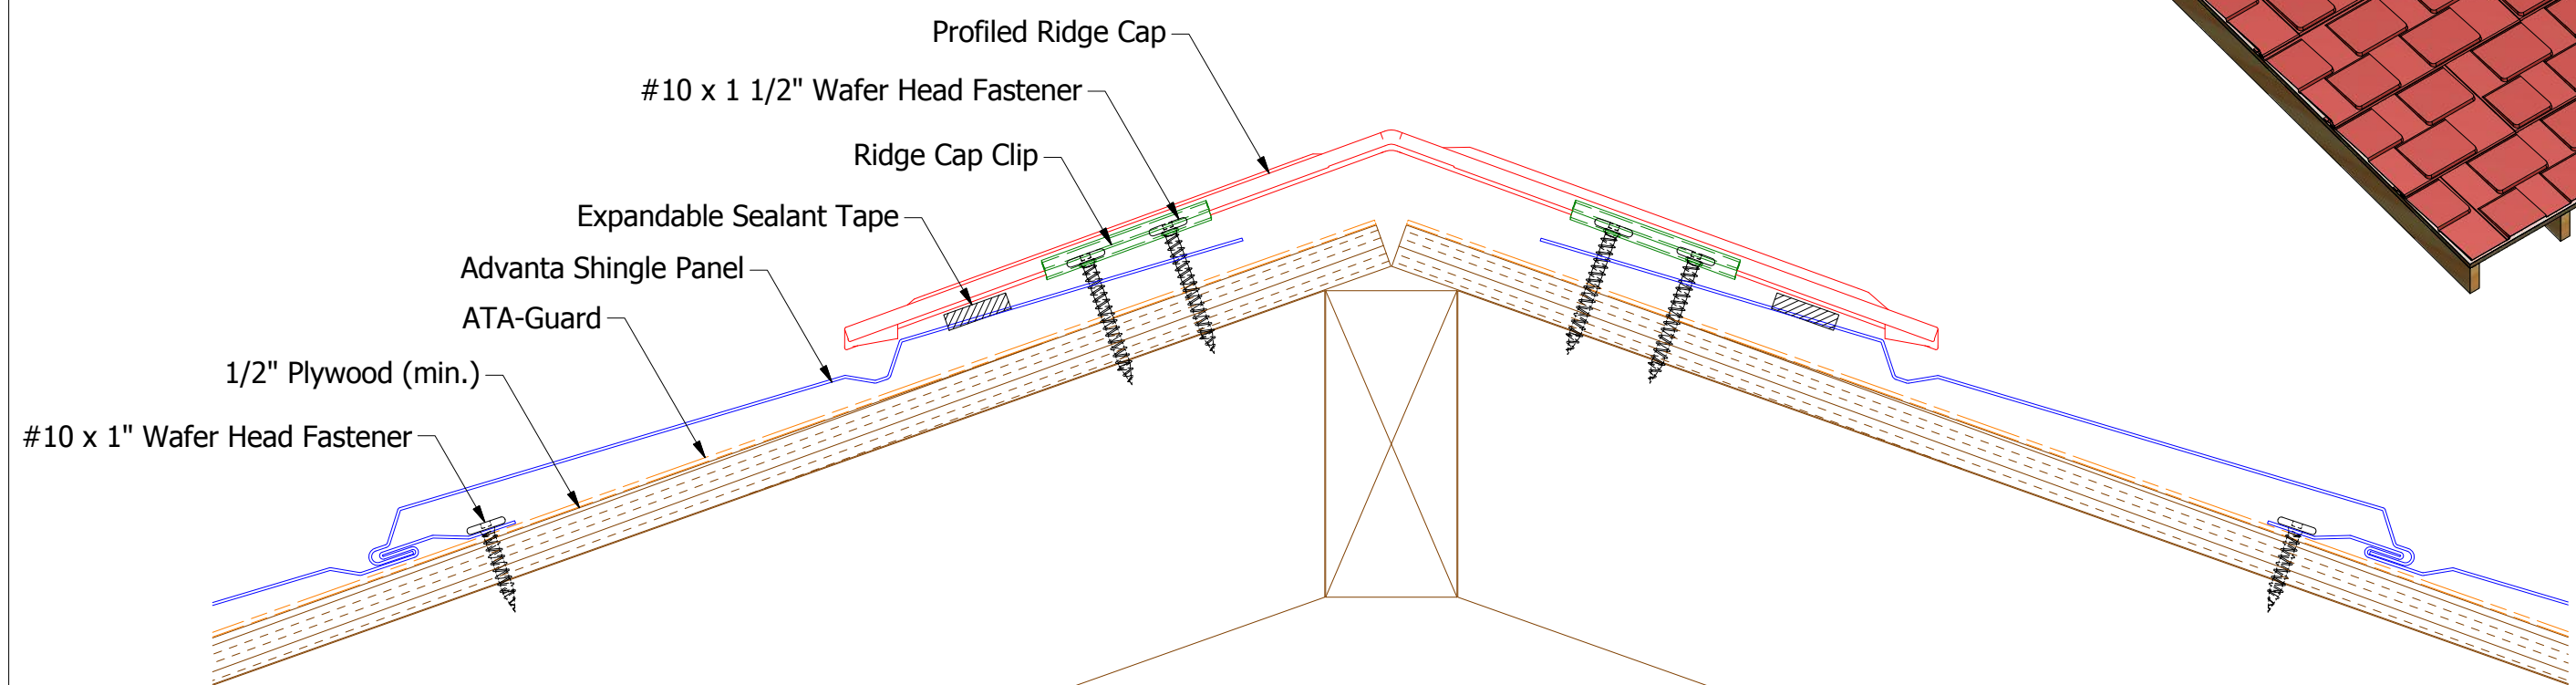 Profiled Ridge Cap
#10 x 1 1/2" Wafer Head Fastener
Ridge Cap Clip
Expandable Sealant Tape
Advanta Shingle Panel
ATA-Guard
1/2" Plywood (min.)
#10 x 1" Wafer Head Fastener